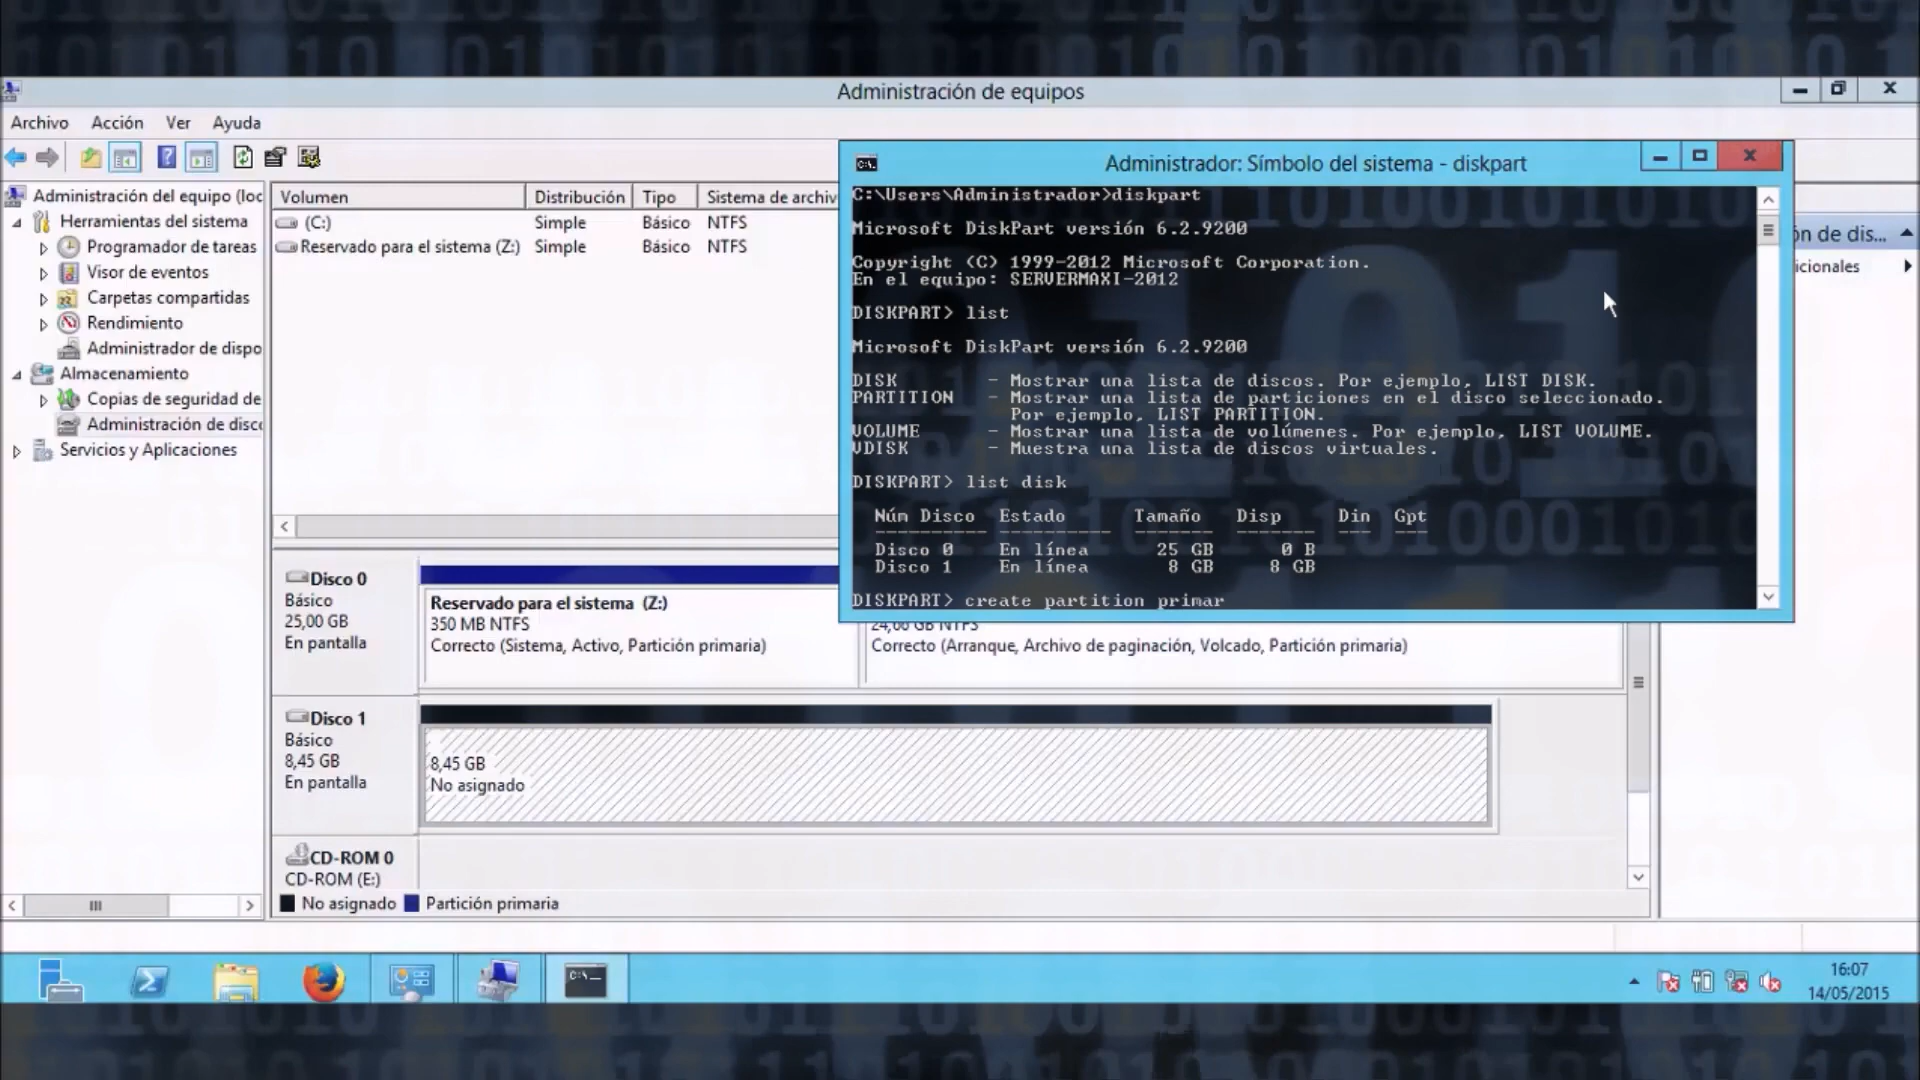 Administración de equipos
Archivo Acción Ver Ayuda
Administración del equipo (loc
Herramientas del sistema
Programador de tareas
Visor de eventos
Carpetas compartidas
Rendimiento
Administrador de dispo
Almacenamiento
Copias de seguridad de
Administración de disc
Servicios y Aplicaciones
Volumen Distribución Tipo Sistema de archiv
(C:) Simple Básico NTFS
Reservado para el sistema (Z:) Simple Básico NTFS
Administrador: Símbolo del sistema - diskpart
C:\Users\Administrador>diskpart
Microsoft DiskPart versión 6.2.9200
Copyright (C) 1999-2012 Microsoft Corporation.
En el equipo: SERVERMAXI-2012
DISKPART> list
Microsoft DiskPart versión 6.2.9200
DISK - Mostrar una lista de discos. Por ejemplo, LIST DISK.
PARTITION - Mostrar una lista de particiones en el disco seleccionado.
Por ejemplo, LIST PARTITION.
VOLUME - Mostrar una lista de volúmenes. Por ejemplo, LIST VOLUME.
VDISK - Muestra una lista de discos virtuales.
DISKPART> list disk
Núm Disco Estado Tamaño Disp Din Gpt
---------- ---------- ------- ------- --- ---
Disco 0 En línea 25 GB 0 B
Disco 1 En línea 8 GB 8 GB
DISKPART> create partition primar
ón de dis...
icionales
Disco 0
Básico
25,00 GB
En pantalla
Reservado para el sistema (Z:)
350 MB NTFS
Correcto (Sistema, Activo, Partición primaria)
24,66 GB NTFS
Correcto (Arranque, Archivo de paginación, Volcado, Partición primaria)
Disco 1
Básico
8,45 GB
En pantalla
8,45 GB
No asignado
CD-ROM 0
CD-ROM (E:)
No asignado Partición primaria
16:07
14/05/2015